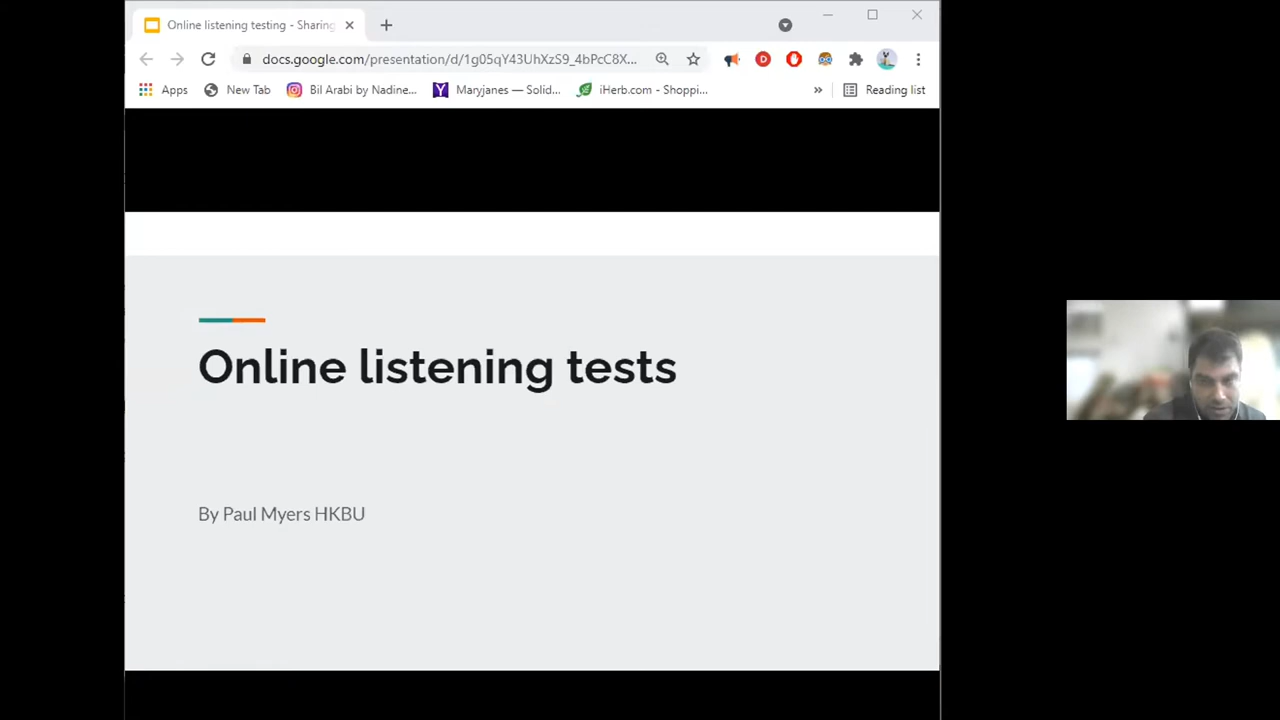 Online listening testing - Sharing
docs.google.com/presentation/d/1g05qY43UhXzS9_4bPcC8X...
Apps
New Tab
Bil Arabi by Nadine...
Maryjanes — Solid...
iHerb.com - Shoppi...
»
Reading list
Online listening tests
By Paul Myers HKBU